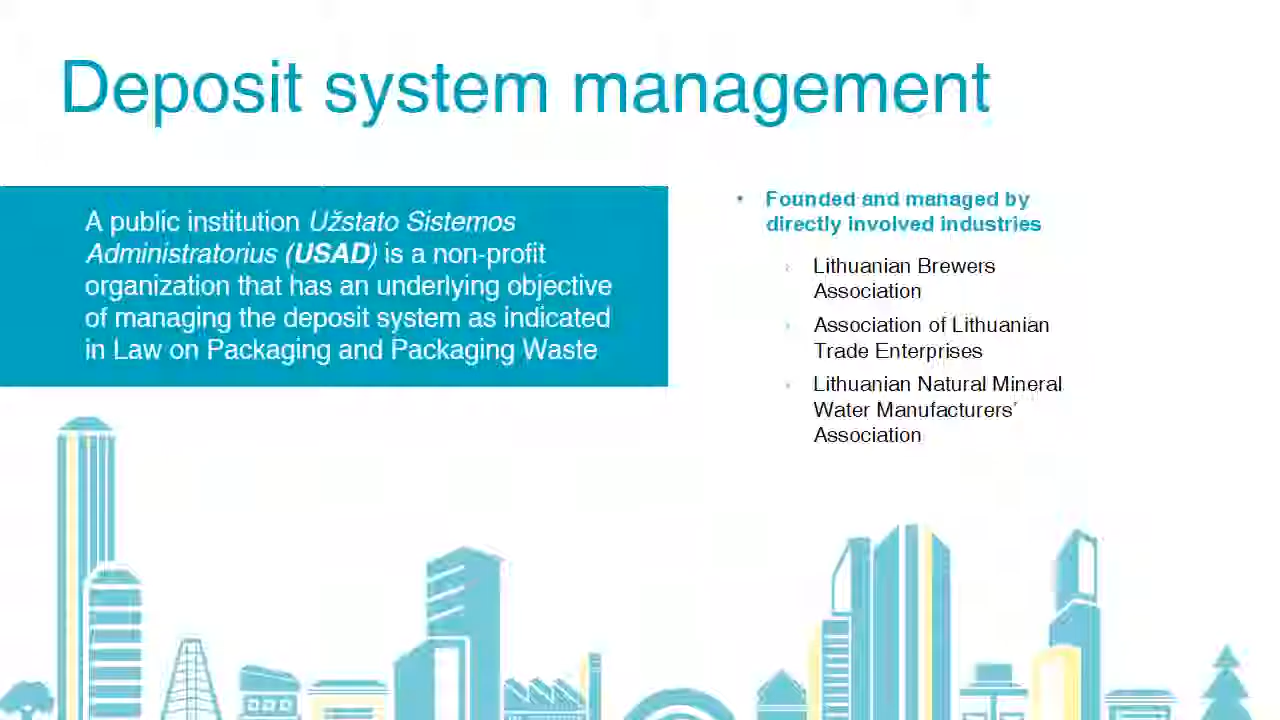 Deposit system management
A public institution Užstato Sistemos
Administratorius (USAD) is a non-profit
organization that has an underlying objective
of managing the deposit system as indicated
in Law on Packaging and Packaging Waste
• Founded and managed by
directly involved industries
› Lithuanian Brewers
Association
› Association of Lithuanian
Trade Enterprises
› Lithuanian Natural Mineral
Water Manufacturers’
Association